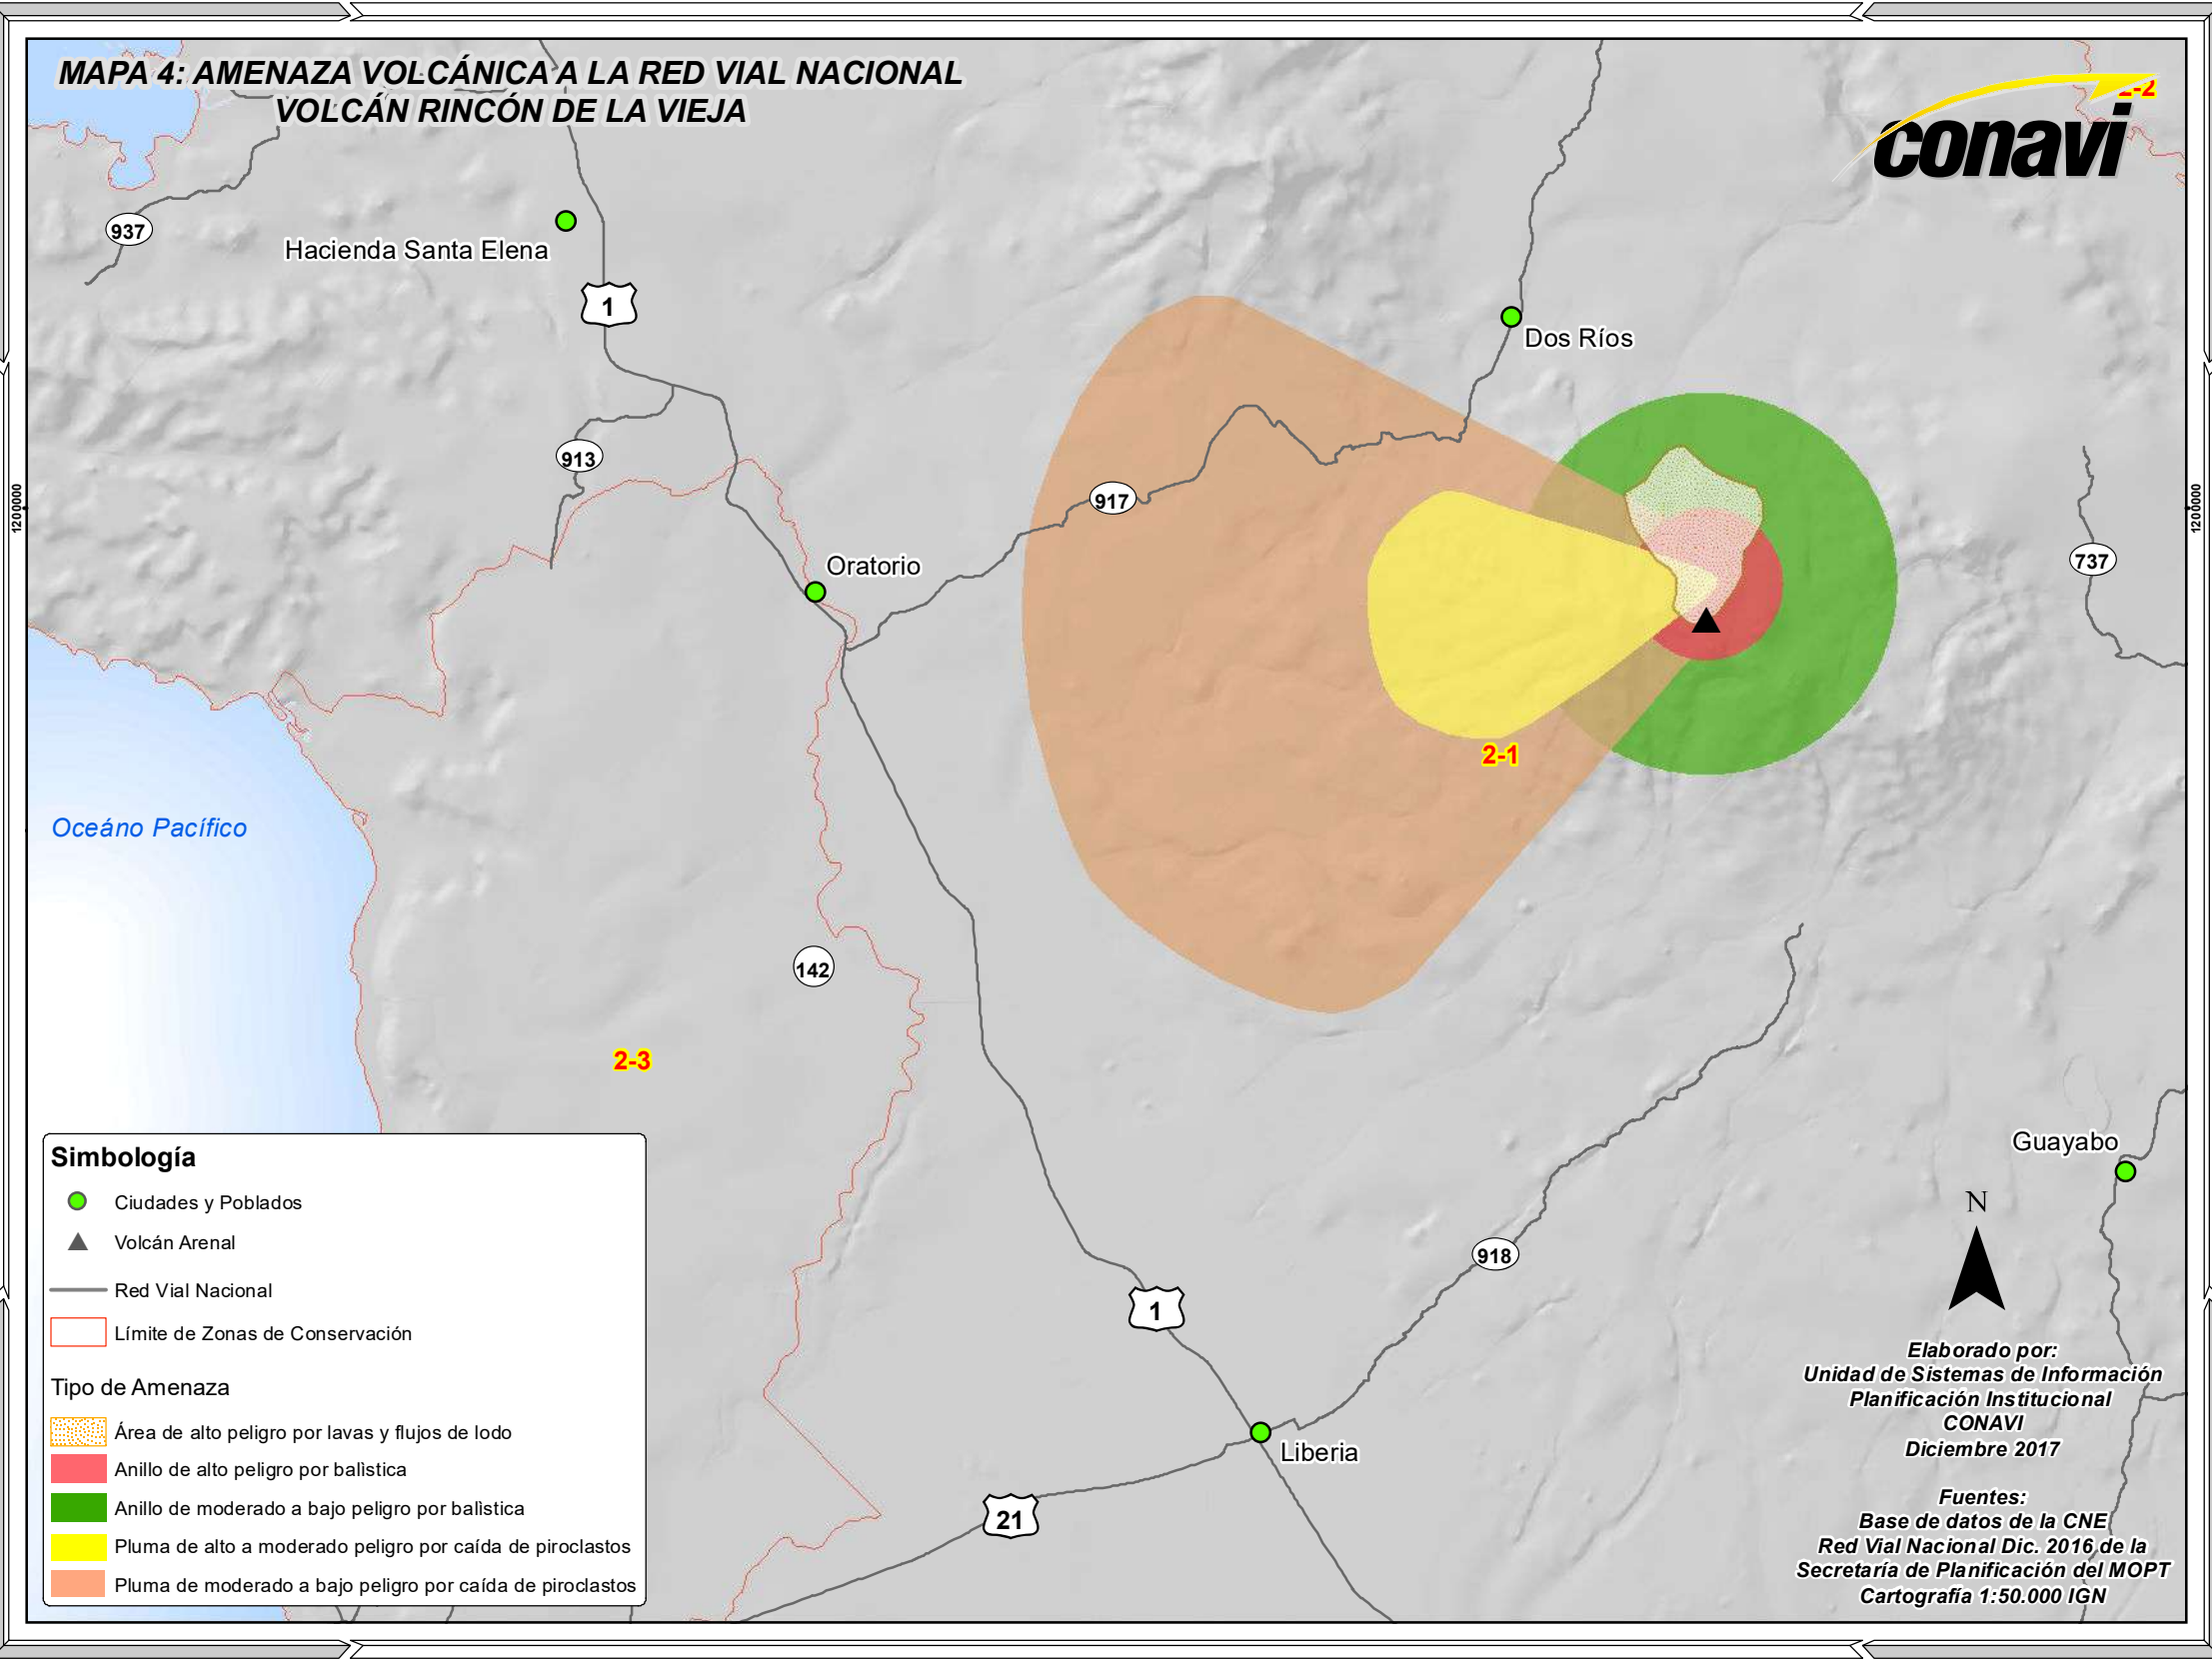 MAPA 4: AMENAZA VOLCÁNICA A LA RED VIAL NACIONAL
VOLCÁN RINCÓN DE LA VIEJA
conavi
2-2
937
Hacienda Santa Elena
1
Dos Ríos
913
917
1200000
1200000
737
Oratorio
2-1
Oceáno Pacífico
142
2-3
Guayabo
N
918
1
Liberia
21
Simbología
Ciudades y Poblados
Volcán Arenal
Red Vial Nacional
Límite de Zonas de Conservación
Tipo de Amenaza
Área de alto peligro por lavas y flujos de lodo
Anillo de alto peligro por balìstica
Anillo de moderado a bajo peligro por balìstica
Pluma de alto a moderado peligro por caída de piroclastos
Pluma de moderado a bajo peligro por caída de piroclastos
Elaborado por:
Unidad de Sistemas de Información
Planificación Institucional
CONAVI
Diciembre 2017
Fuentes:
Base de datos de la CNE
Red Vial Nacional Dic. 2016 de la
Secretaría de Planificación del MOPT
Cartografía 1:50.000 IGN